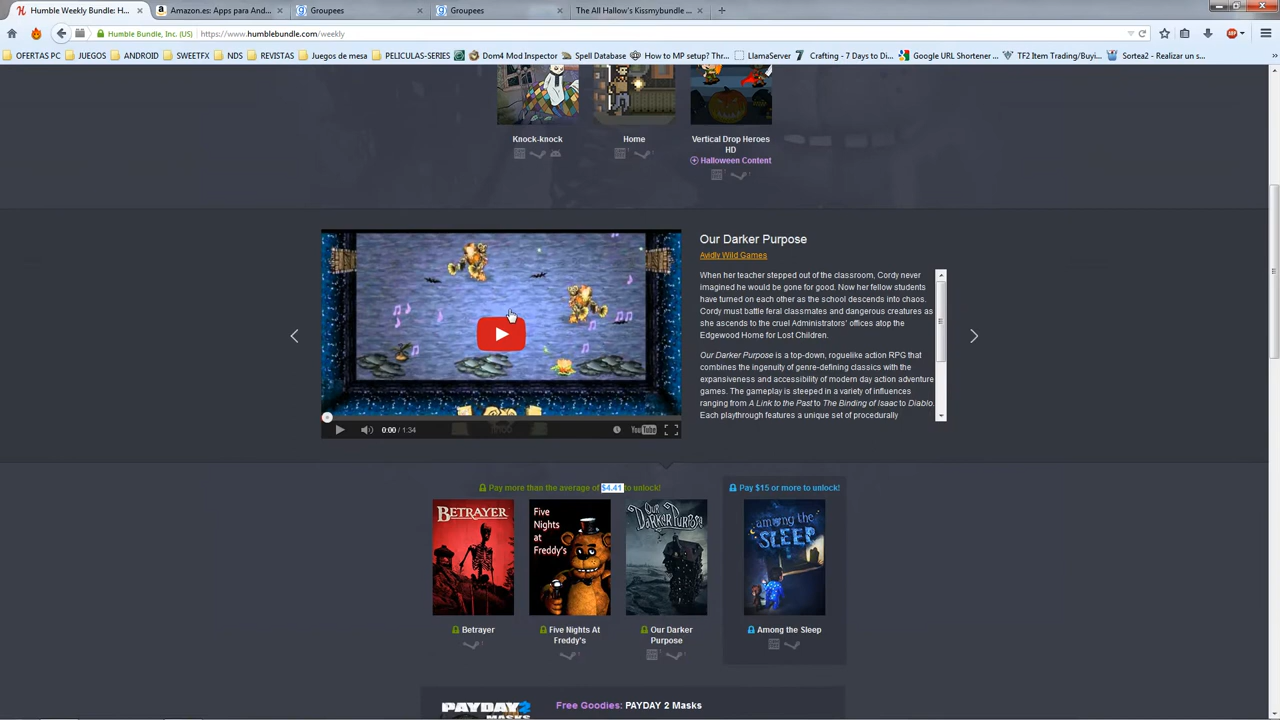 Humble Weekly Bundle: H...
Amazon.es: Apps para And...
Groupees
Groupees
The All Hallow's Kissmybundle ...
Humble Bundle, Inc. (US)
https://www.humblebundle.com/weekly
OFERTAS PC
JUEGOS
ANDROID
SWEETFX
NDS
REVISTAS
Juegos de mesa
PELICULAS-SERIES
Dom4 Mod Inspector
Spell Database
How to MP setup? Thr...
LlamaServer
Crafting - 7 Days to Di...
Google URL Shortener ...
TF2 Item Trading/Buyi...
Sortea2 - Realizar un s...
Knock-knock
Home
Vertical Drop Heroes
HD
Halloween Content
Our Darker Purpose
Avidly Wild Games
When her teacher stepped out of the classroom, Cordy never
imagined he would be gone for good. Now her fellow students
have turned on each other as the school descends into chaos.
Cordy must battle feral classmates and dangerous creatures as
she ascends to the cruel Administrators' offices atop the
Edgewood Home for Lost Children.
Our Darker Purpose is a top-down, roguelike action RPG that
combines the ingenuity of genre-defining classics with the
expansiveness and accessibility of modern day action adventure
games. The gameplay is steeped in a variety of influences
ranging from A Link to the Past to The Binding of Isaac to Diablo.
Each playthrough features a unique set of procedurally
0:00 / 1:34
YouTube
Pay more than the average of $4.41 to unlock!
Pay $15 or more to unlock!
BETRAYER
Five
Nights
at
Freddy's
OUR
DARKER PURPOSE
among
the
SLEEP
Betrayer
Five Nights At
Freddy's
Our Darker
Purpose
Among the Sleep
PAYDAY 2
MASKS
Free Goodies: PAYDAY 2 Masks